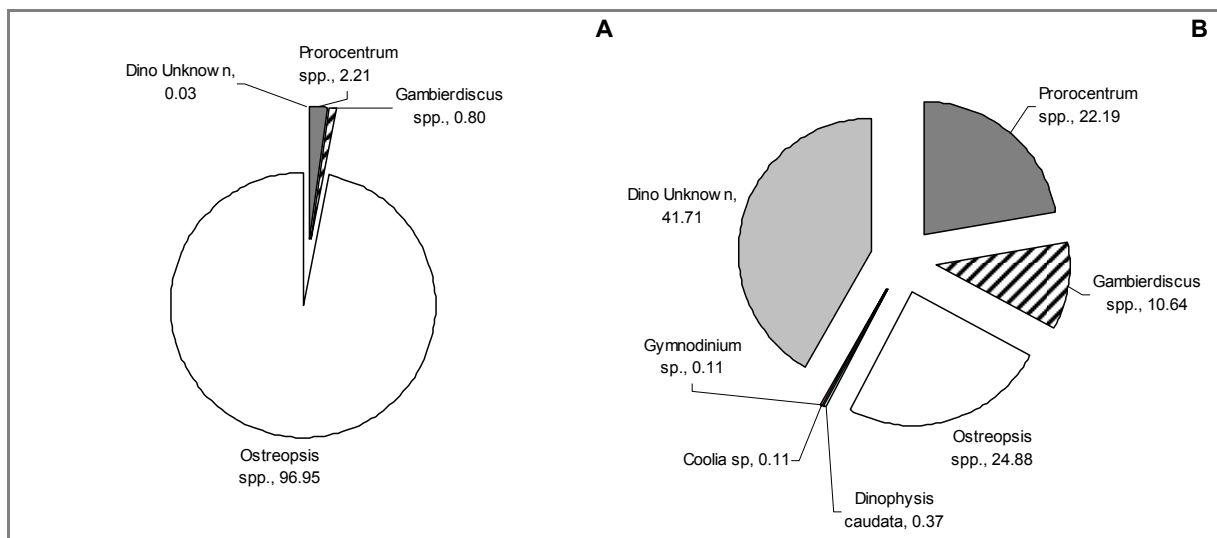 A
Dino Unknown,
0.03
Prorocentrum
spp., 2.21
Gambierdiscus
spp., 0.80
Ostreopsis
spp., 96.95
B
Prorocentrum
spp., 22.19
Dino Unknown,
41.71
Gambierdiscus
spp., 10.64
Gymnodinium
sp., 0.11
Ostreopsis
spp., 24.88
Coolia sp, 0.11
Dinophysis
caudata, 0.37